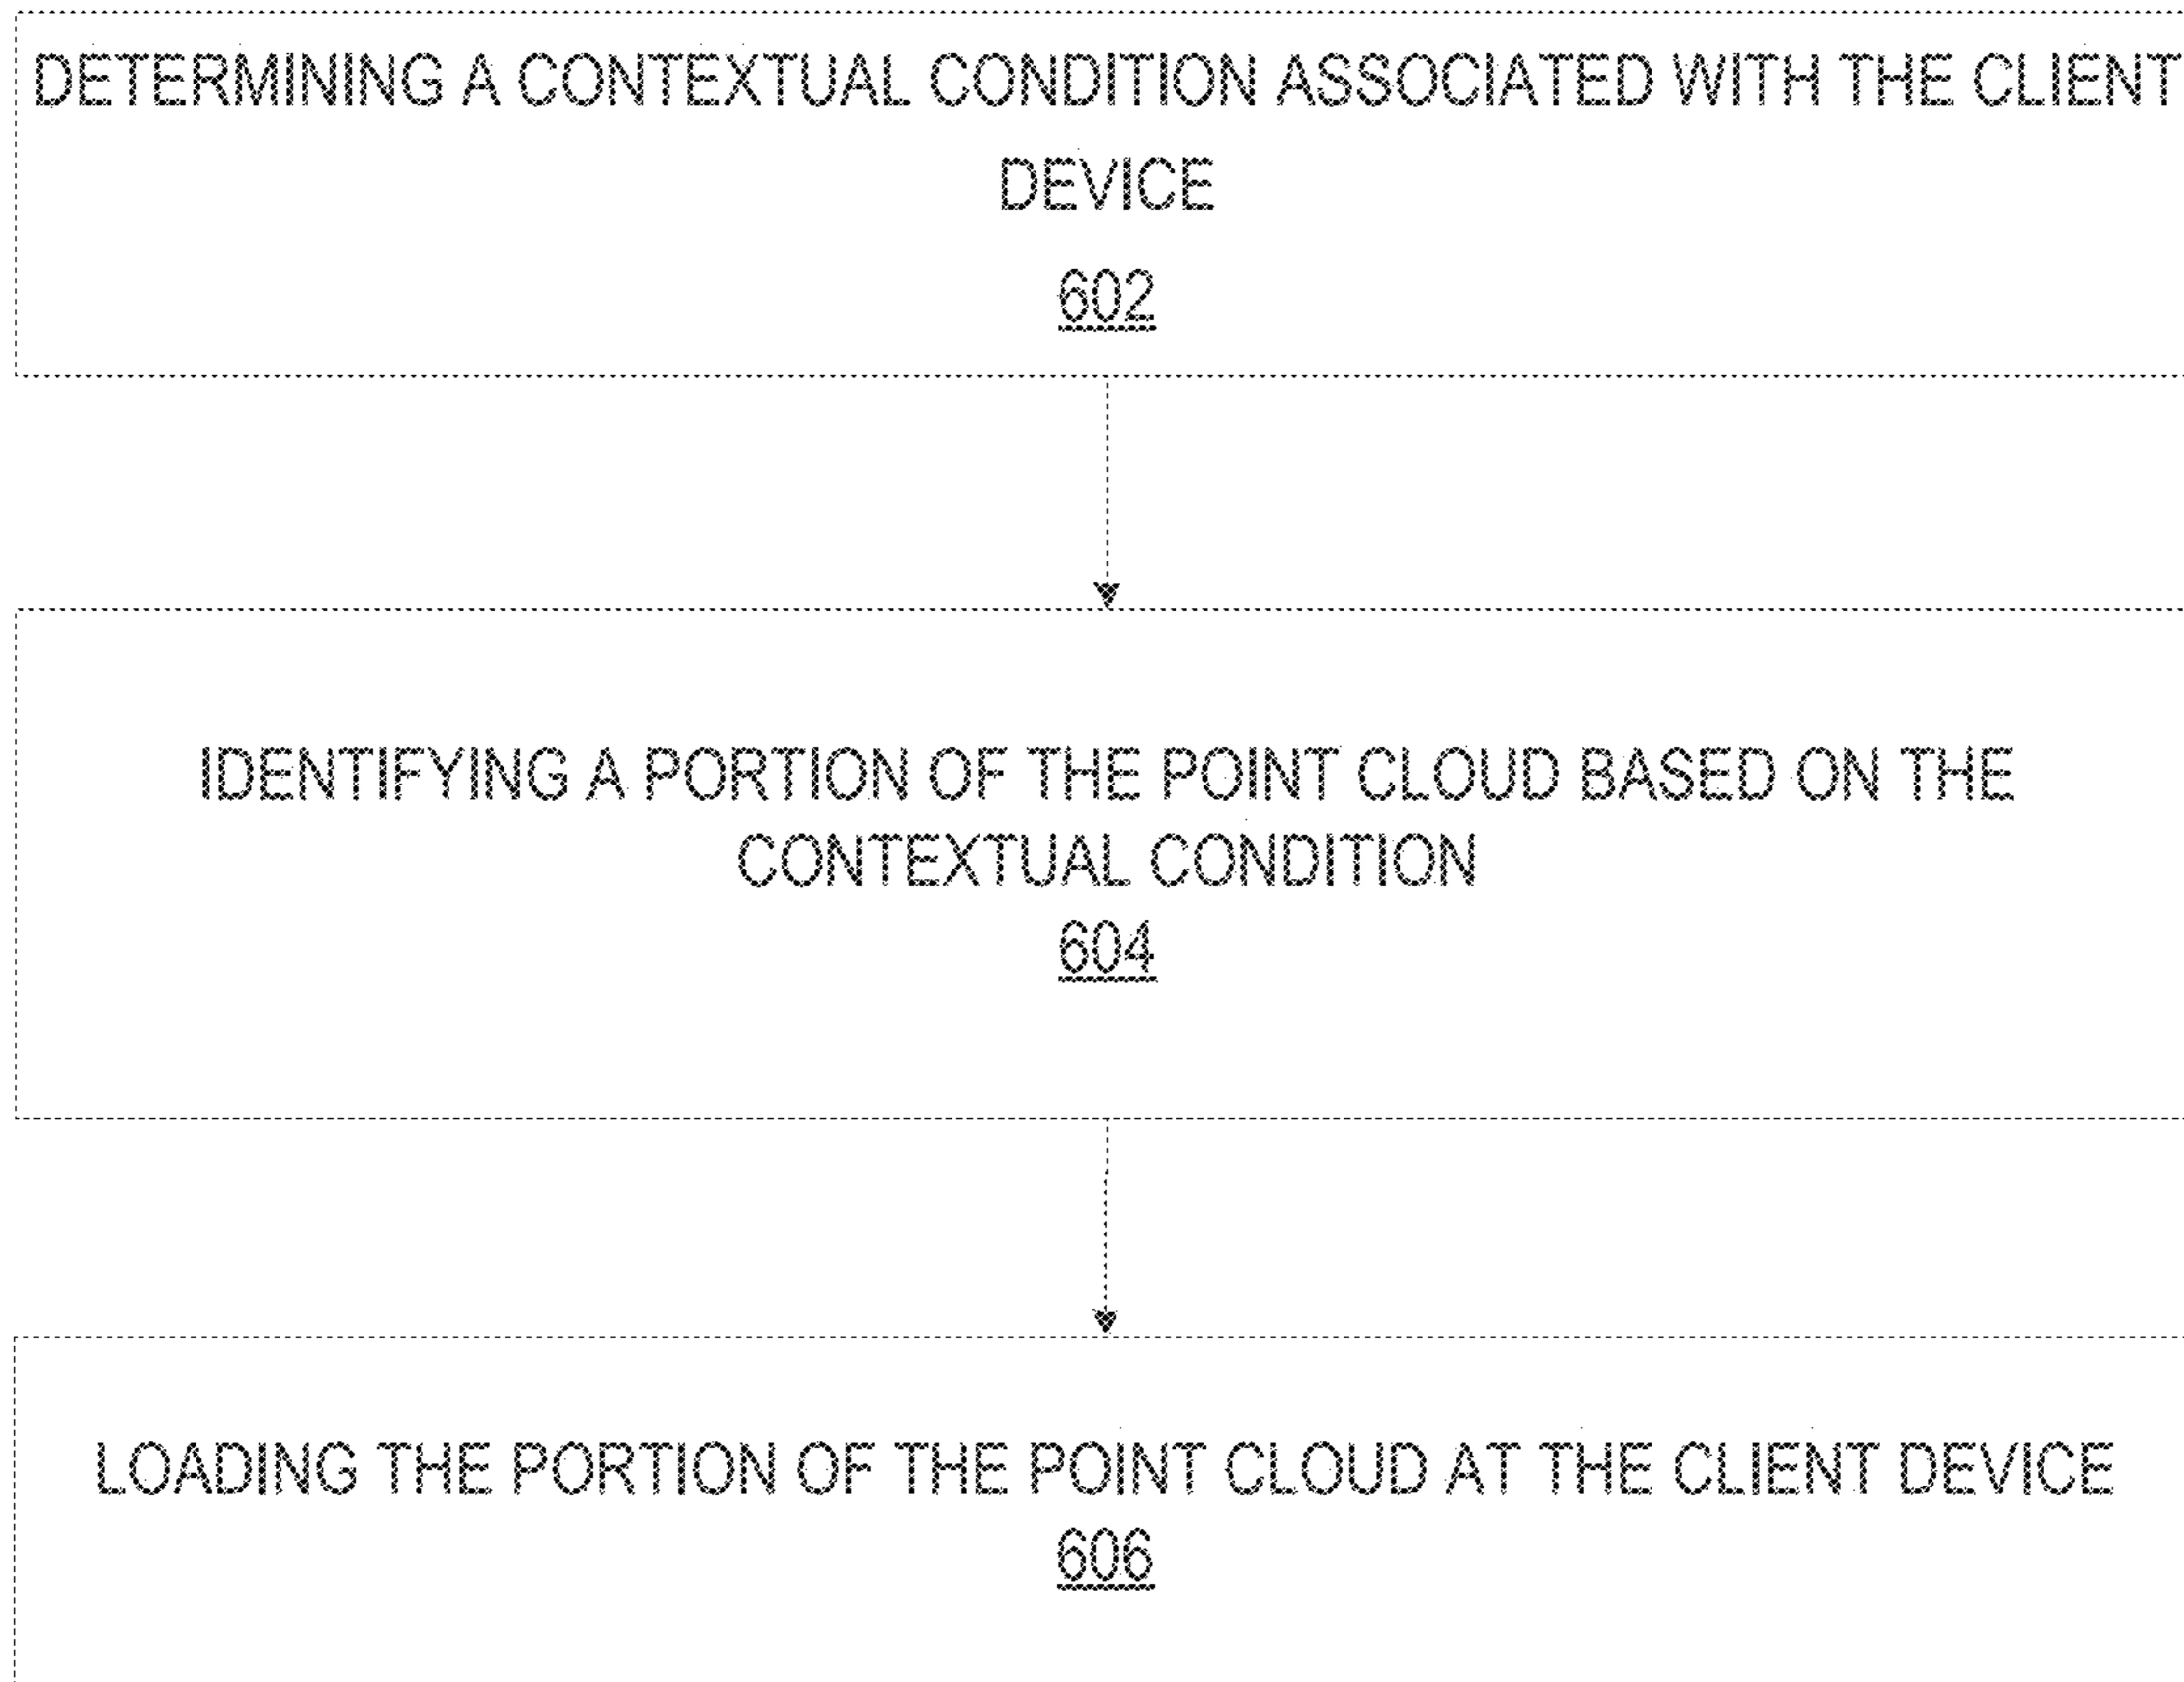 DETERMINING A CONTEXTUAL CONDITION ASSOCIATED WITH THE CLIENT
DEVICE
602
IDENTIFYING A PORTION OF THE POINT CLOUD BASED ON THE
CONTEXTUAL CONDITION
604
LOADING THE PORTION OF THE POINT CLOUD AT THE CLIENT DEVICE
606